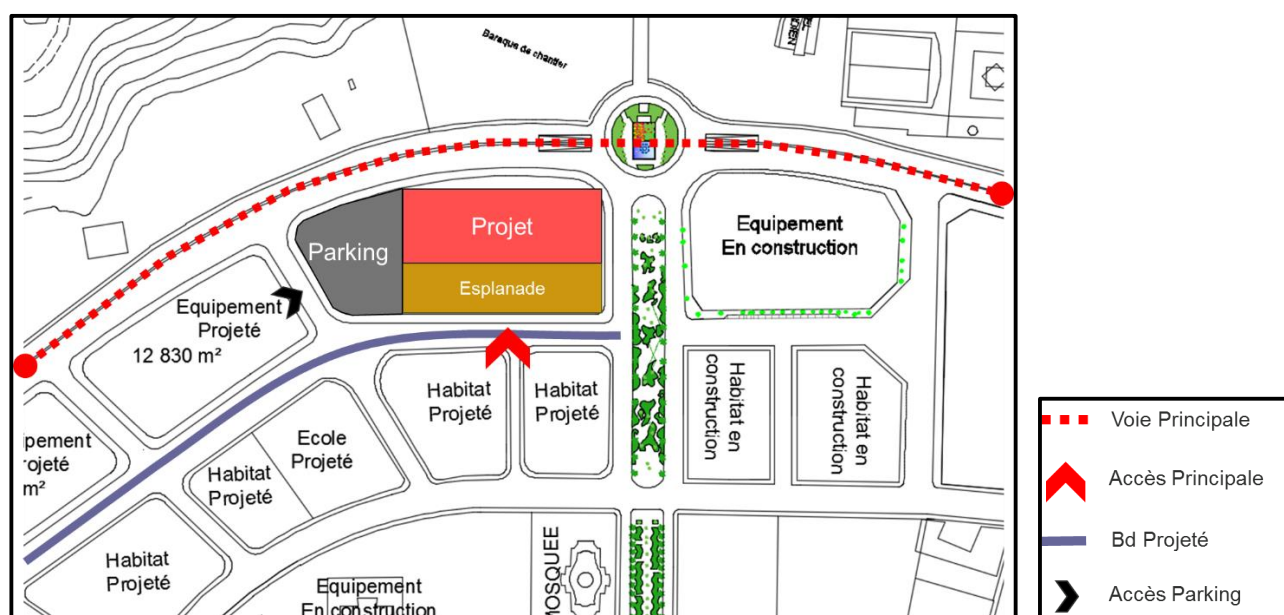 Baraque de chantier
Projet
Parking
Esplanade
Equipement
En construction
Equipement
Projeté
12 830 m²
Habitat
Projeté
Habitat
Projeté
Habitat en
construction
Habitat en
construction
Ecole
Projeté
Habitat
Projeté
m²
Habitat
Projeté
Equipement
En construction
MOSQUEE
Voie Principale
Accès Principale
Bd Projeté
Accès Parking